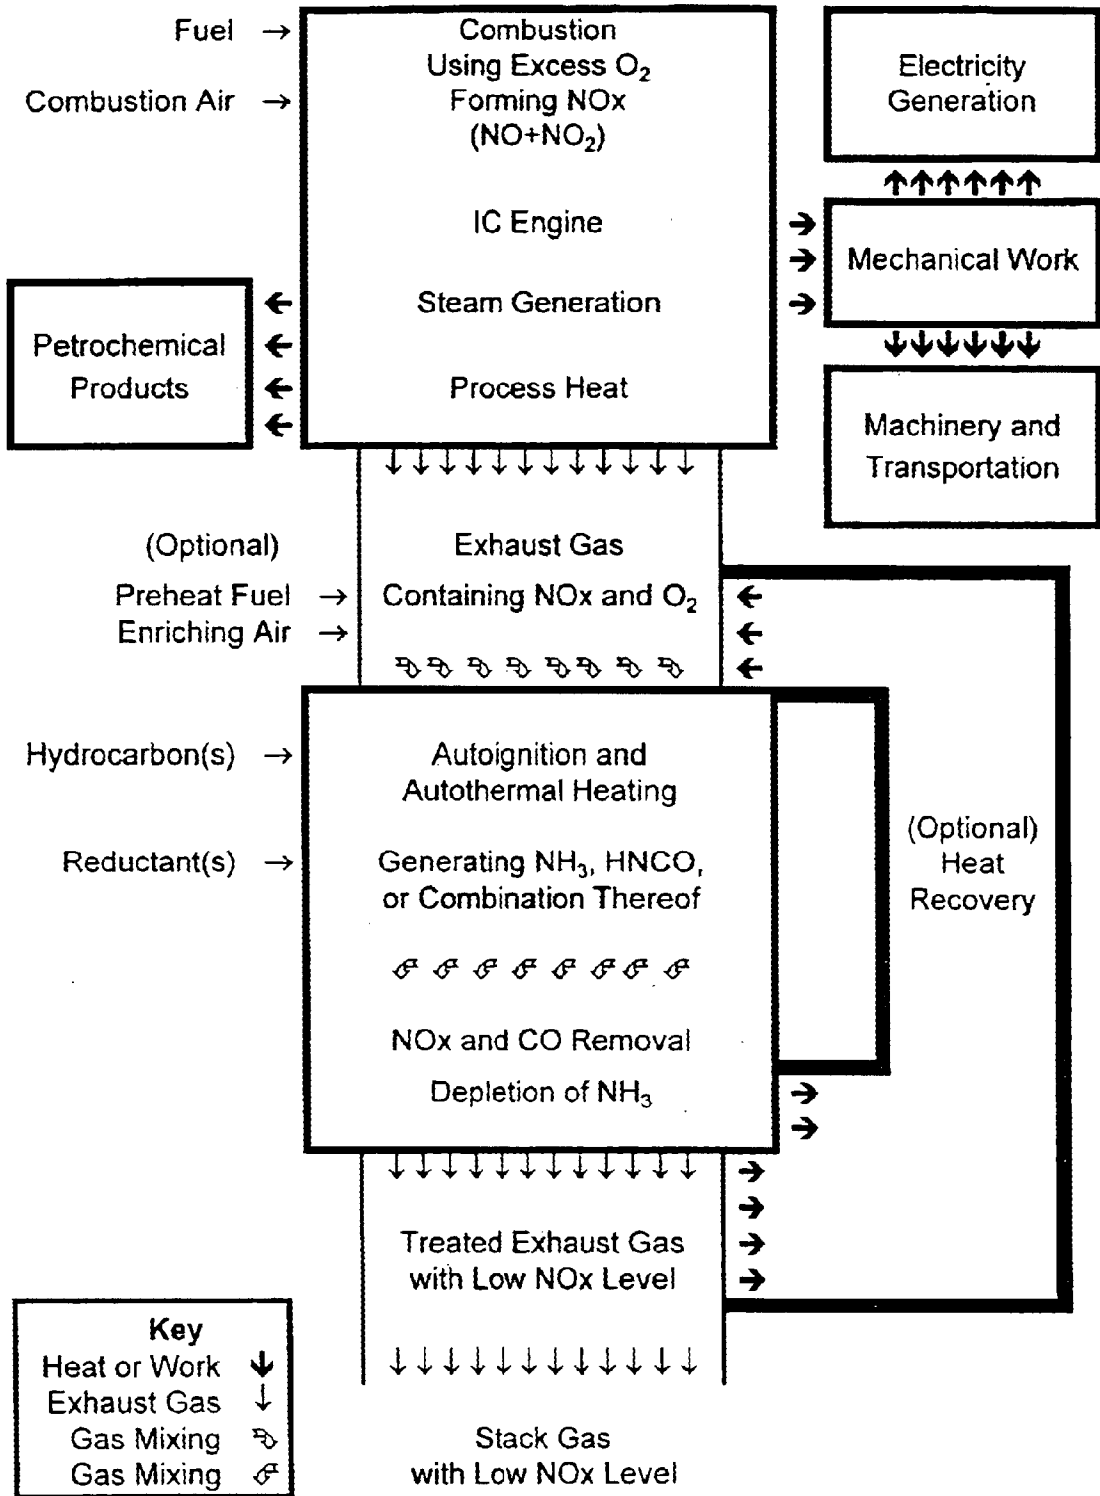 Fuel →
Combustion Air →
Combustion
Using Excess O₂
Forming NOx
(NO+NO₂)
IC Engine
Steam Generation
Process Heat
Electricity
Generation
Mechanical Work
Machinery and
Transportation
Petrochemical
Products
(Optional)
Preheat Fuel →
Enriching Air →
Exhaust Gas
Containing NOx and O₂
Hydrocarbon(s) →
Reductant(s) →
Autoignition and
Autothermal Heating
Generating NH₃, HNCO,
or Combination Thereof
NOx and CO Removal
Depletion of NH₃
(Optional)
Heat
Recovery
Treated Exhaust Gas
with Low NOx Level
Stack Gas
with Low NOx Level
Key
Heat or Work
Exhaust Gas
Gas Mixing
Gas Mixing